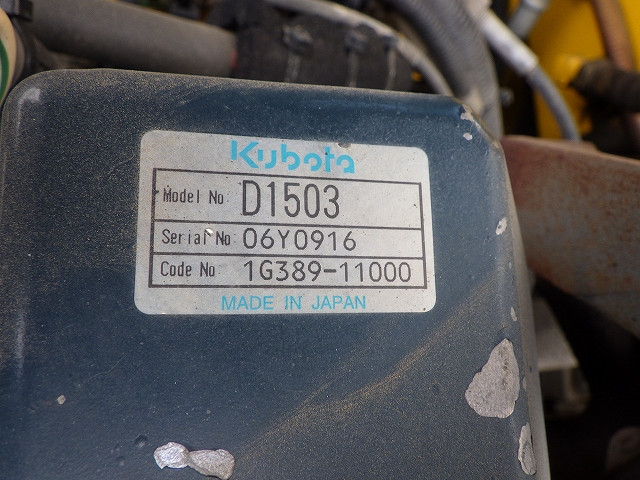 Kubota
Model No D1503
Serial No 06Y0916
Code No 1G389-11000
MADE IN JAPAN